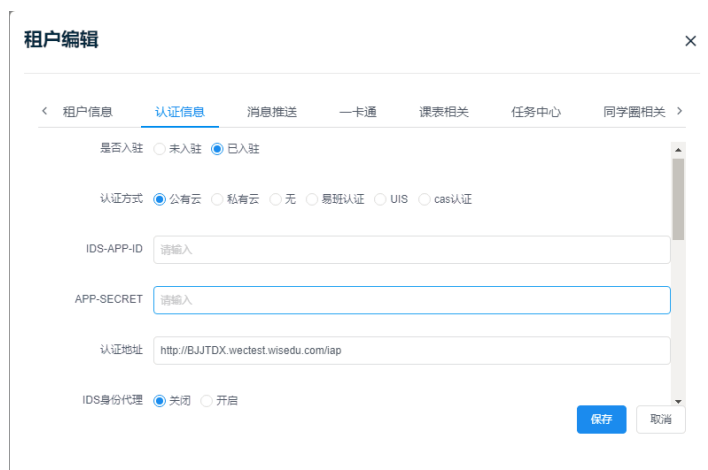 租户编辑
租户信息 认证信息 消息推送 一卡通 课表相关 任务中心 同学圈相关
是否入驻 未入驻 已入驻
认证方式 公有云 私有云 无 易班认证 UIS cas认证
IDS-APP-ID 请输入
APP-SECRET 请输入
认证地址 http://BJJTDX.wectest.wisedu.com/iap
IDS身份代理 关闭 开启
保存 取消